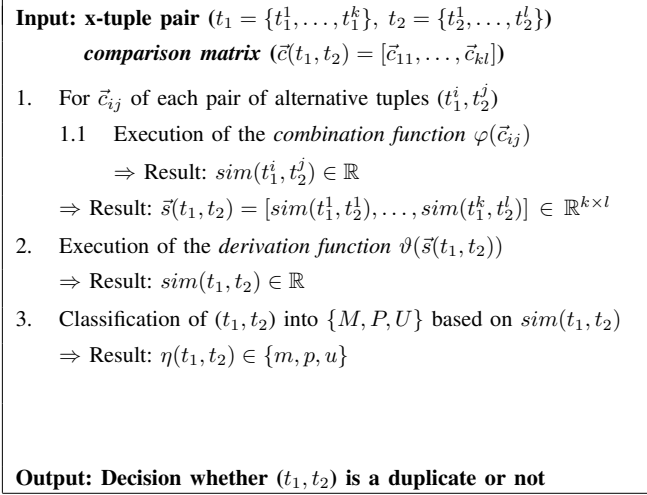 Input: x-tuple pair (t₁ = {t₁¹, . . . , t₁ᵏ}, t₂ = {t₂¹, . . . , t₂ˡ})
comparison matrix (c⃗(t₁, t₂) = [c⃗₁₁, . . . , c⃗ₖₗ])
1. For c⃗ᵢⱼ of each pair of alternative tuples (t₁ⁱ, t₂ʲ)
1.1 Execution of the combination function φ(c⃗ᵢⱼ)
⇒ Result: sim(t₁ⁱ, t₂ʲ) ∈ ℝ
⇒ Result: s⃗(t₁, t₂) = [sim(t₁¹, t₂¹), . . . , sim(t₁ᵏ, t₂ˡ)] ∈ ℝᵏˣˡ
2. Execution of the derivation function ϑ(s⃗(t₁, t₂))
⇒ Result: sim(t₁, t₂) ∈ ℝ
3. Classification of (t₁, t₂) into {M, P, U} based on sim(t₁, t₂)
⇒ Result: η(t₁, t₂) ∈ {m, p, u}
Output: Decision whether (t₁, t₂) is a duplicate or not